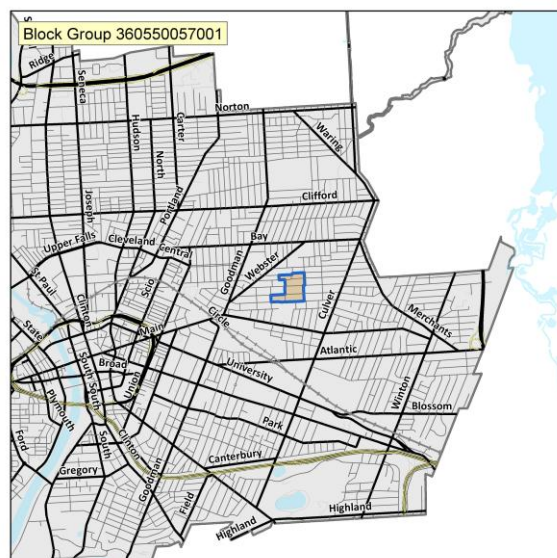 Block Group 360550057001
Ridge
Seneca
Norton
Hudson
North
Carter
Waring
Joseph
Portland
Clifford
Upper Falls
Cleveland
Central
Bay
Goodman
Webster
St Paul
Scio
Clinton
Culver
Merchants
State
Main
Circle
Broad
Atlantic
University
Union
South
South
Winton
Plymouth
Blossom
Park
Ford
South
Clinton
Canterbury
Gregory
Goodman
Field
Highland
Highland